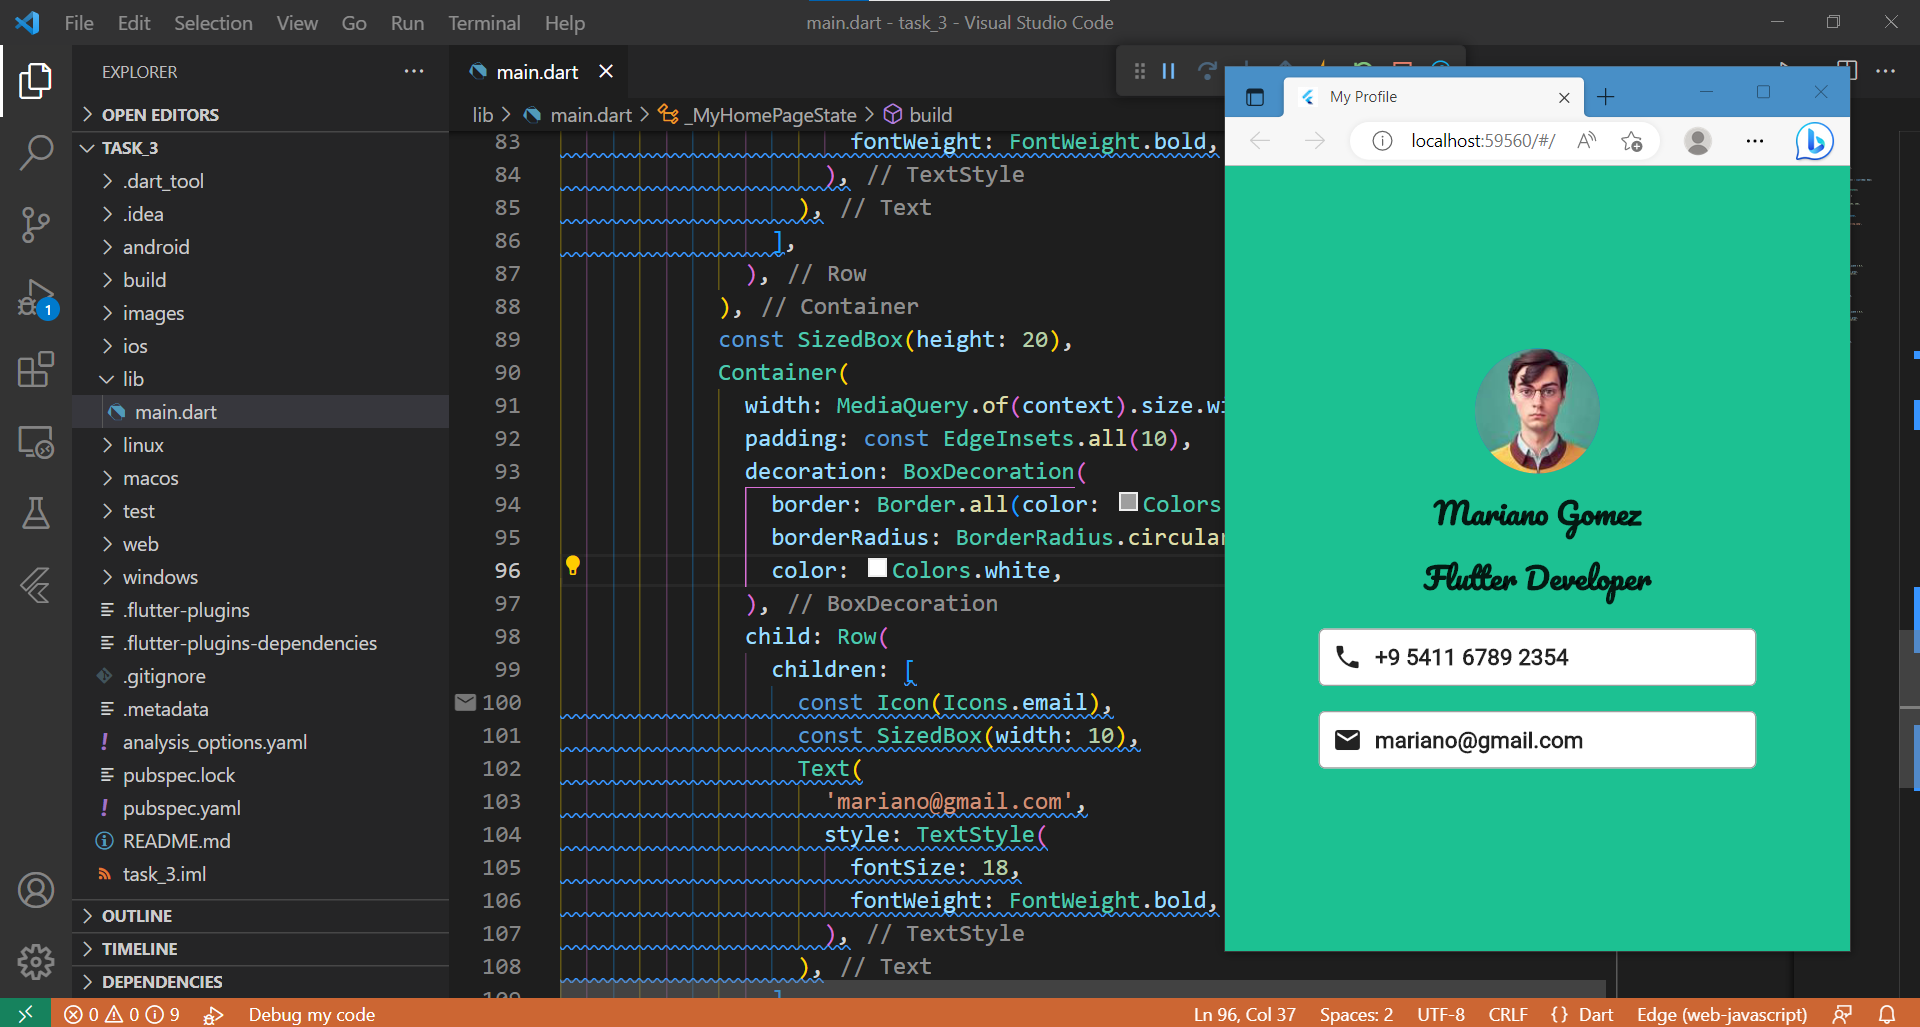 File Edit Selection View Go Run Terminal Help
main.dart - task_3 - Visual Studio Code
EXPLORER
OPEN EDITORS
TASK_3
.dart_tool
.idea
android
build
images
ios
lib
main.dart
linux
macos
test
web
windows
.flutter-plugins
.flutter-plugins-dependencies
.gitignore
.metadata
analysis_options.yaml
pubspec.lock
pubspec.yaml
README.md
task_3.iml
OUTLINE
TIMELINE
DEPENDENCIES
1
main.dart
lib > main.dart > _MyHomePageState > build
83 fontWeight: FontWeight.bold,
84 ), // TextStyle
85 ), // Text
86 ],
87 ), // Row
88 ), // Container
89 const SizedBox(height: 20),
90 Container(
91 width: MediaQuery.of(context).size.wi
92 padding: const EdgeInsets.all(10),
93 decoration: BoxDecoration(
94 border: Border.all(color: Colors
95 borderRadius: BorderRadius.circular
96 color: Colors.white,
97 ), // BoxDecoration
98 child: Row(
99 children: [
100 const Icon(Icons.email),
101 const SizedBox(width: 10),
102 Text(
103 'mariano@gmail.com',
104 style: TextStyle(
105 fontSize: 18,
106 fontWeight: FontWeight.bold,
107 ), // TextStyle
108 ), // Text
My Profile
localhost:59560/#/
Mariano Gomez
Flutter Developer
+9 5411 6789 2354
mariano@gmail.com
0 0 9 Debug my code
Ln 96, Col 37 Spaces: 2 UTF-8 CRLF {} Dart Edge (web-javascript)